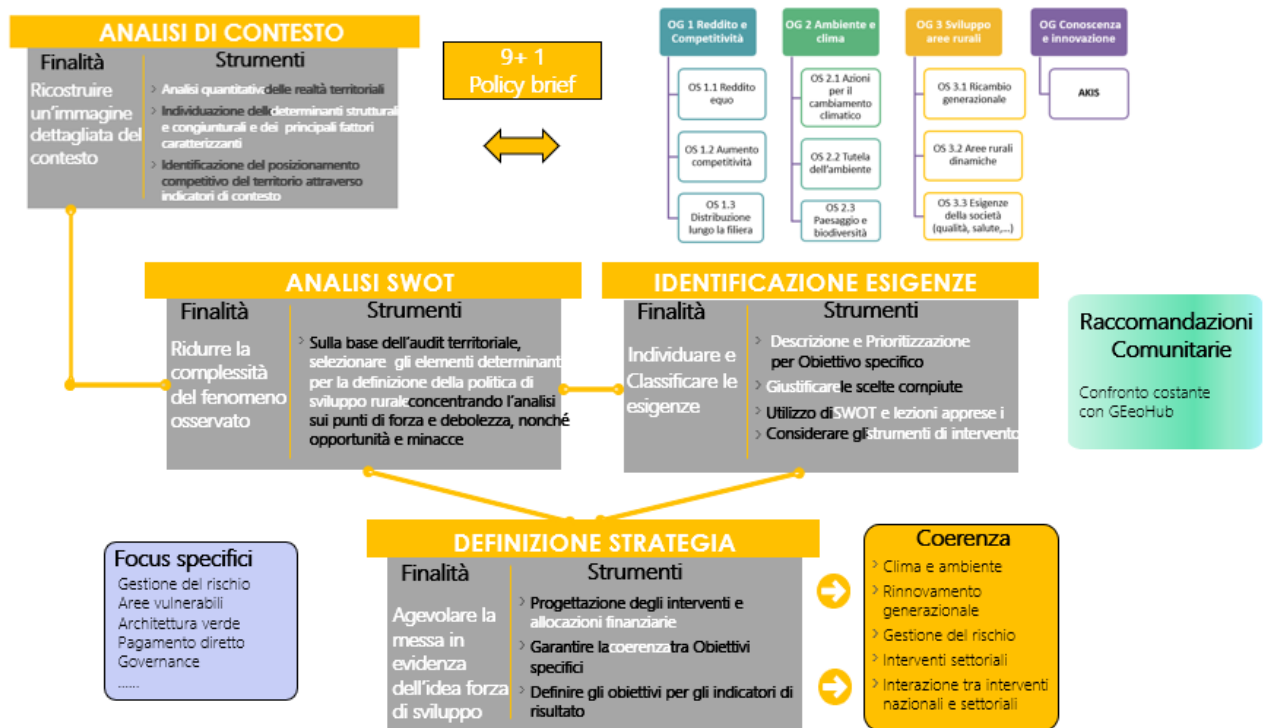 ANALISI DI CONTESTO
Finalità
Ricostruire
un'immagine
dettagliata del
contesto
Strumenti
> Analisi quantitativa delle realtà territoriali
> Individuazione delle determinanti strutturali
e congiunturali e dei principali fattori
caratterizzanti
> Identificazione del posizionamento
competitivo del territorio attraverso
indicatori di contesto
9+ 1
Policy brief
OG 1 Reddito e
Competitività
OS 1.1 Reddito
equo
OS 1.2 Aumento
competitività
OS 1.3
Distribuzione
lungo la filiera
OG 2 Ambiente e
clima
OS 2.1 Azioni
per il
cambiamento
climatico
OS 2.2 Tutela
dell'ambiente
OS 2.3
Paesaggio e
biodiversità
OG 3 Sviluppo
aree rurali
OS 3.1 Ricambio
generazionale
OS 3.2 Aree rurali
dinamiche
OS 3.3 Esigenze
della società
(qualità, salute,...)
OG Conoscenza
e innovazione
AKIS
ANALISI SWOT
Finalità
Ridurre la
complessità
del fenomeno
osservato
Strumenti
> Sulla base dell'audit territoriale,
selezionare gli elementi determinant
per la definizione della politica di
sviluppo rurale concentrando l'analisi
sui punti di forza e debolezza, nonché
opportunità e minacce
IDENTIFICAZIONE ESIGENZE
Finalità
Individuare e
Classificare le
esigenze
Strumenti
> Descrizione e Prioritizzazione
per Obiettivo specifico
> Giustificare le scelte compiute
> Utilizzo di SWOT e lezioni apprese i
> Considerare gli strumenti di intervento
Raccomandazioni
Comunitarie
Confronto costante
con GEeoHub
Focus specifici
Gestione del rischio
Aree vulnerabili
Architettura verde
Pagamento diretto
Governance
......
DEFINIZIONE STRATEGIA
Finalità
Agevolare la
messa in
evidenza
dell'idea forza
di sviluppo
Strumenti
> Progettazione degli interventi e
allocazioni finanziarie
> Garantire la coerenza tra Obiettivi
specifici
> Definire gli obiettivi per gli indicatori di
risultato
Coerenza
> Clima e ambiente
> Rinnovamento
generazionale
> Gestione del rischio
> Interventi settoriali
> Interazione tra interventi
nazionali e settoriali